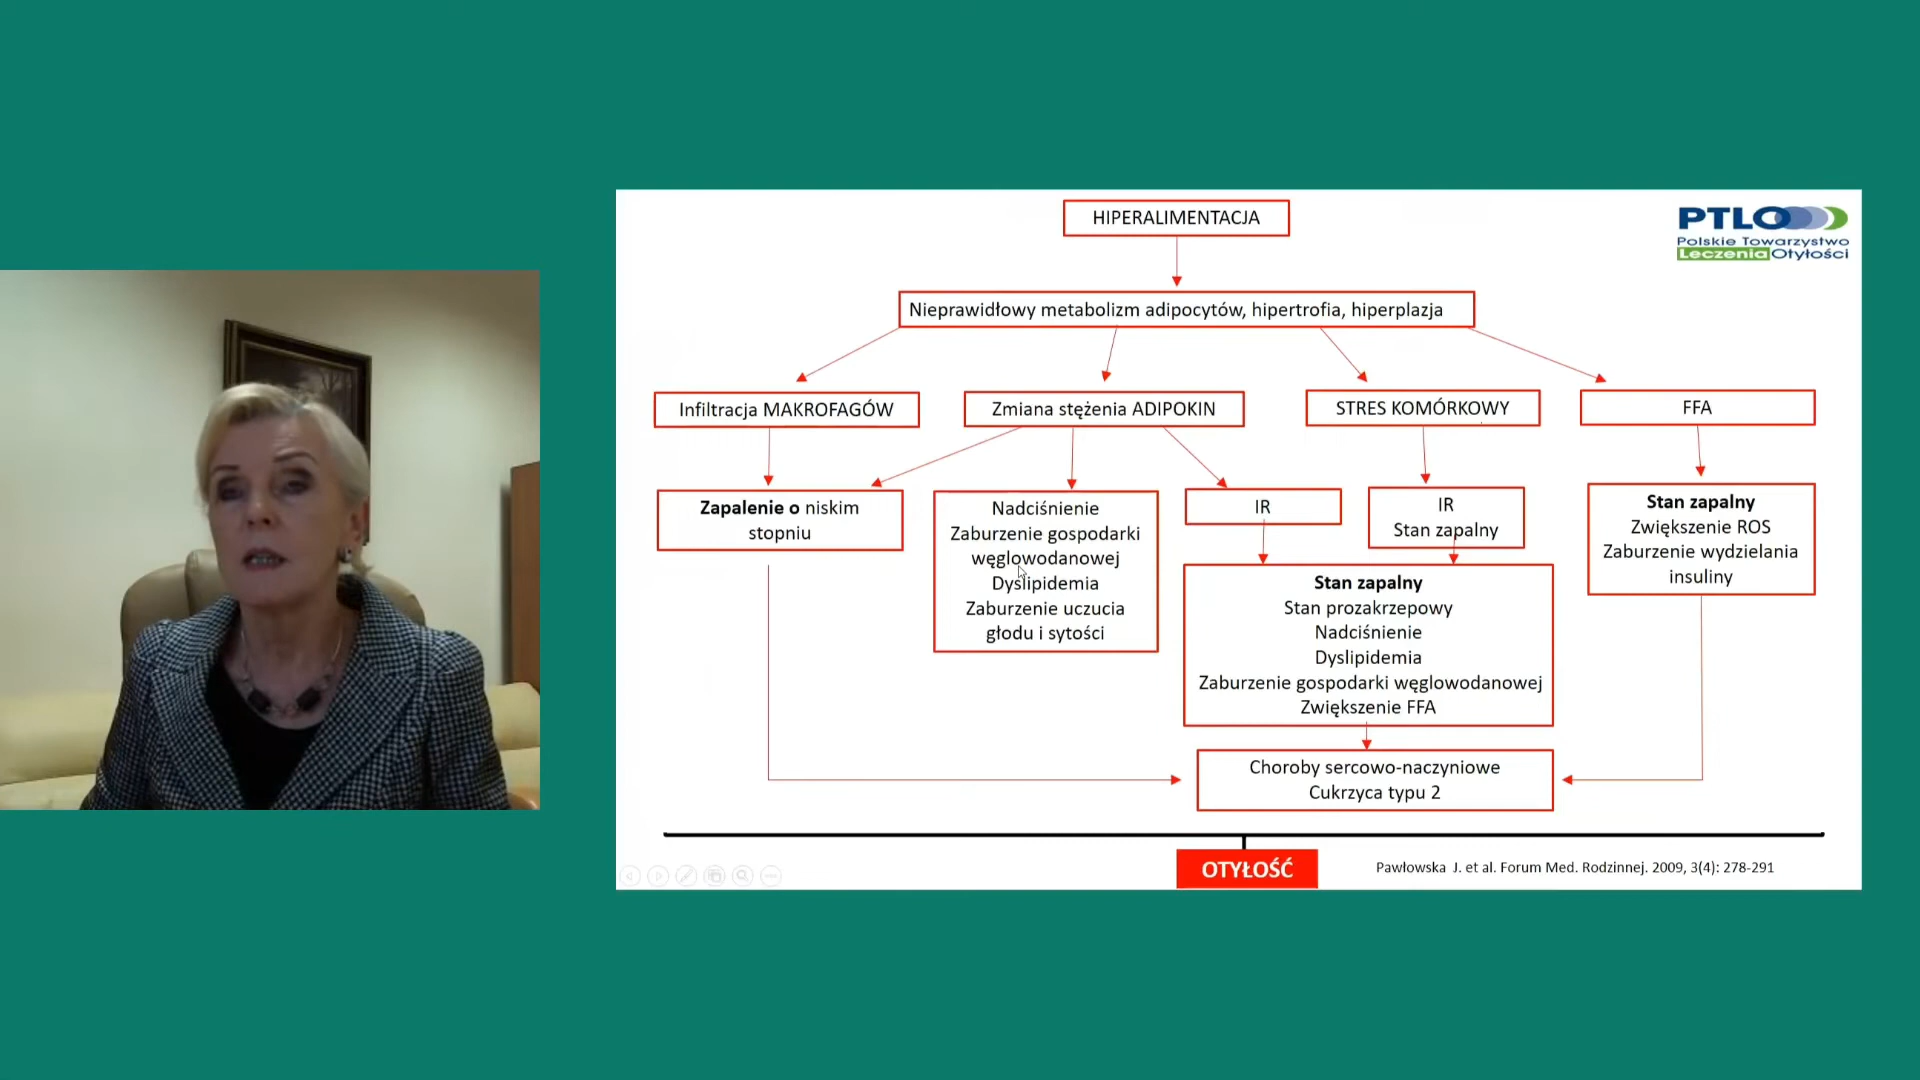 HIPERALIMENTACJA
PTLO
Polskie Towarzystwo
Leczenia Otyłości
Nieprawidłowy metabolizm adipocytów, hipertrofia, hiperplazja
Infiltracja MAKROFAGÓW
Zmiana stężenia ADIPOKIN
STRES KOMÓRKOWY
FFA
Zapalenie o niskim
stopniu
Nadciśnienie
Zaburzenie gospodarki
węglowodanowej
Dyslipidemia
Zaburzenie uczucia
głodu i sytości
IR
IR
Stan zapalny
Stan zapalny
Zwiększenie ROS
Zaburzenie wydzielania
insuliny
Stan zapalny
Stan prozakrzepowy
Nadciśnienie
Dyslipidemia
Zaburzenie gospodarki węglowodanowej
Zwiększenie FFA
Choroby sercowo-naczyniowe
Cukrzyca typu 2
OTYŁOŚĆ
Pawłowska J. et al. Forum Med. Rodzinnej. 2009, 3(4): 278-291